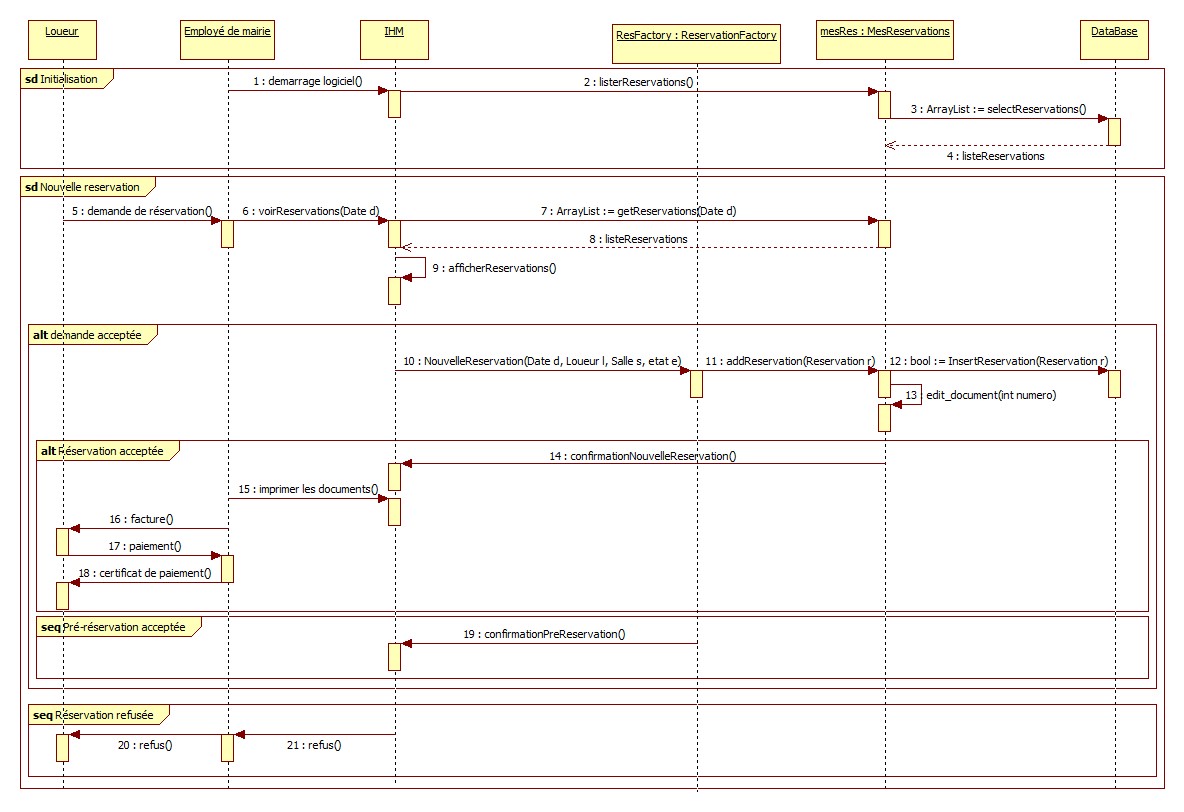 Loueur
Employé de mairie
IHM
ResFactory : ReservationFactory
mesRes : MesReservations
DataBase
sd Initialisation
1 : demarrage logiciel()
2 : listerReservations()
3 : ArrayList := selectReservations()
4 : listeReservations
sd Nouvelle reservation
5 : demande de réservation()
6 : voirReservations(Date d)
7 : ArrayList := getReservations(Date d)
8 : listeReservations
9 : afficherReservations()
alt demande acceptée
10 : NouvelleReservation(Date d, Loueur l, Salle s, etat e)
11 : addReservation(Reservation r)
12 : bool := InsertReservation(Reservation r)
13 : edit_document(int numero)
alt Réservation acceptée
14 : confirmationNouvelleReservation()
15 : imprimer les documents()
16 : facture()
17 : paiement()
18 : certificat de paiement()
seq Pré-réservation acceptée
19 : confirmationPreReservation()
seq Réservation refusée
20 : refus()
21 : refus()